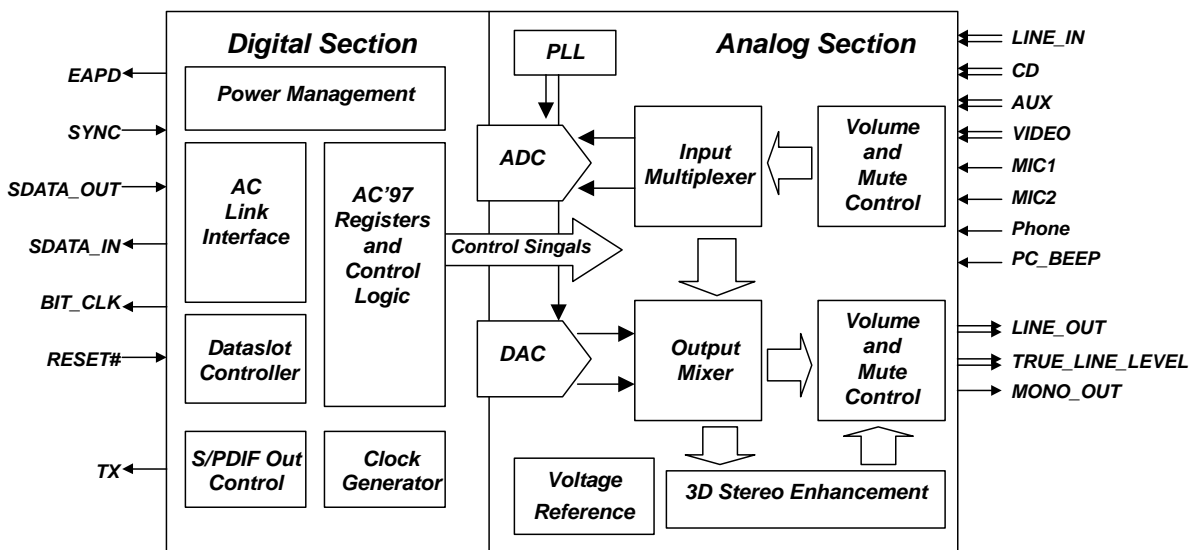 Digital Section
Analog Section
EAPD
SYNC
SDATA_OUT
SDATA_IN
BIT_CLK
RESET#
TX
Power Management
AC
Link
Interface
AC'97
Registers
and
Control
Logic
Dataslot
Controller
S/PDIF Out
Control
Clock
Generator
PLL
ADC
Input
Multiplexer
Volume
and
Mute
Control
Control Singals
DAC
Output
Mixer
Volume
and
Mute
Control
Voltage
Reference
3D Stereo Enhancement
LINE_IN
CD
AUX
VIDEO
MIC1
MIC2
Phone
PC_BEEP
LINE_OUT
TRUE_LINE_LEVEL
MONO_OUT